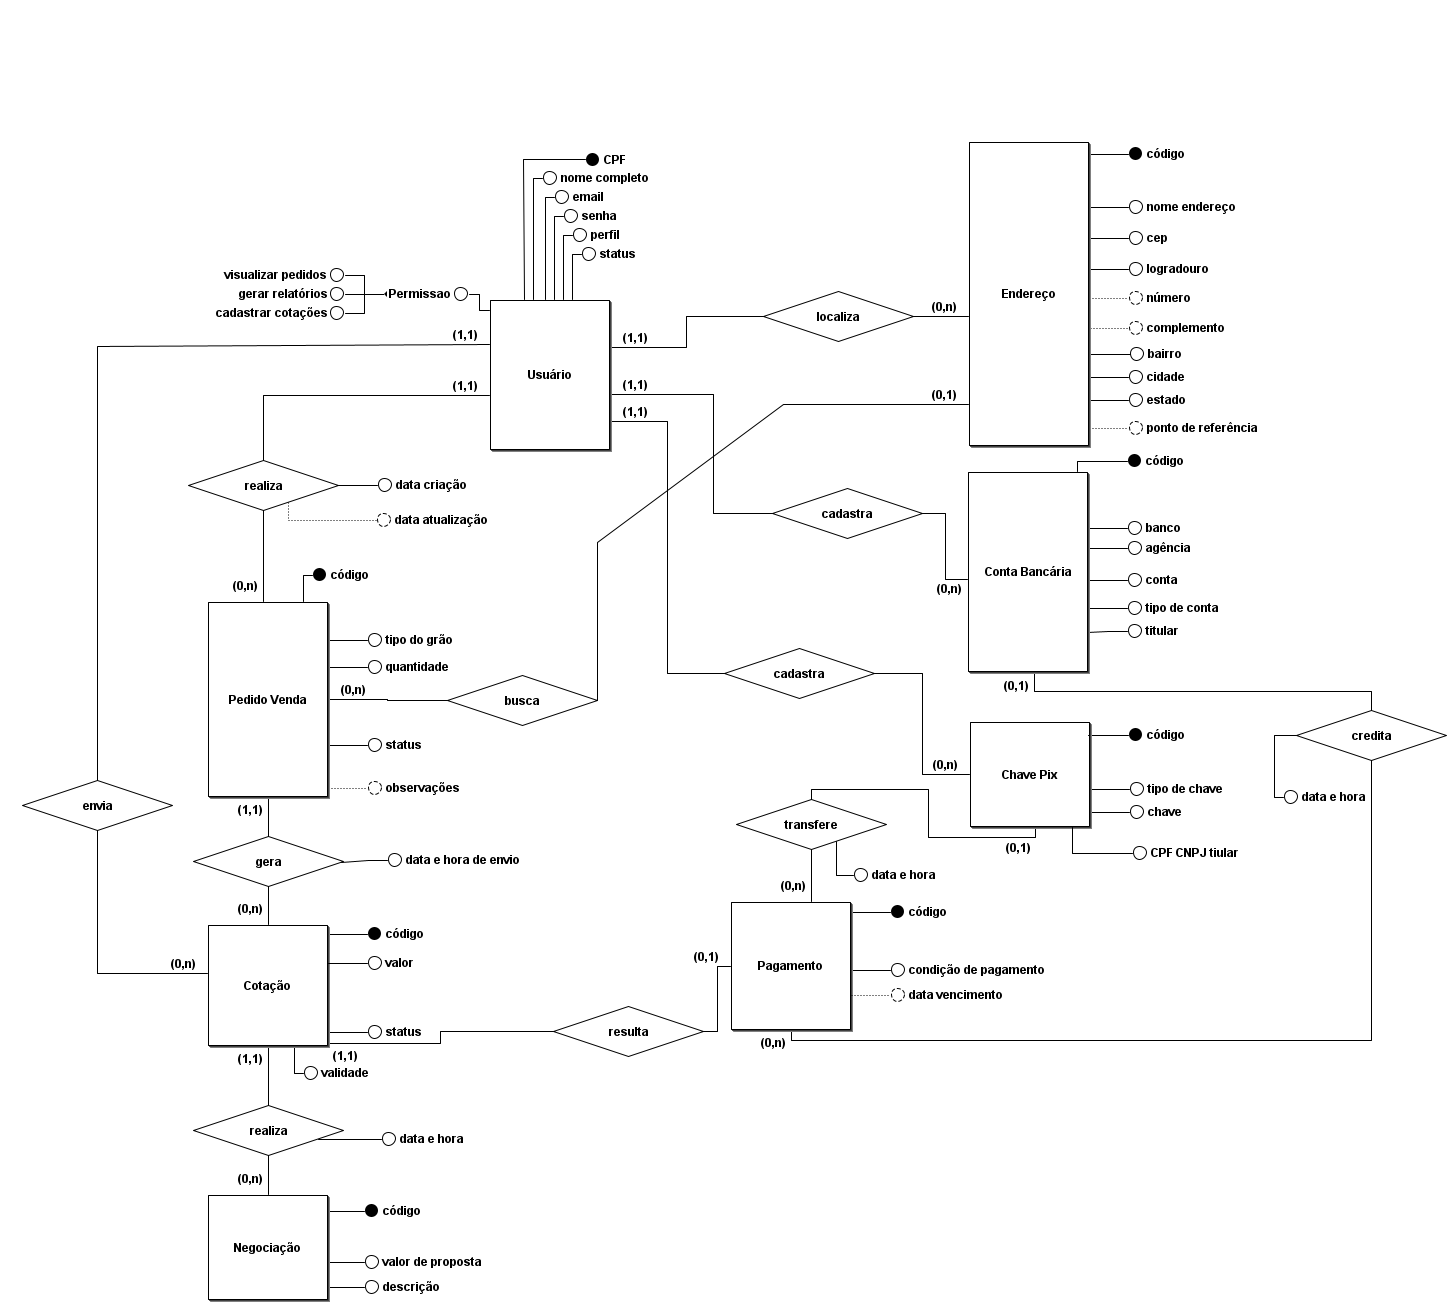 CPF
nome completo
email
senha
perfil
status
visualizar pedidos
gerar relatórios
cadastrar cotações
Permissao
Usuário
(1,1)
(1,1)
(1,1)
(1,1)
(1,1)
localiza
(0,n)
Endereço
código
nome endereço
cep
logradouro
número
complemento
bairro
cidade
estado
ponto de referência
(0,1)
realiza
data criação
data atualização
(0,n)
cadastra
(0,n)
Conta Bancária
código
banco
agência
conta
tipo de conta
titular
(0,1)
código
Pedido Venda
tipo do grão
quantidade
(0,n)
status
observações
(1,1)
busca
cadastra
(0,n)
Chave Pix
código
tipo de chave
chave
CPF CNPJ tiular
(0,1)
credita
data e hora
envia
gera
data e hora de envio
(0,n)
transfere
data e hora
(0,n)
Pagamento
código
condição de pagamento
data vencimento
(0,1)
(0,n)
(0,n)
Cotação
código
valor
status
validade
(1,1)
(1,1)
resulta
realiza
data e hora
(0,n)
Negociação
código
valor de proposta
descrição